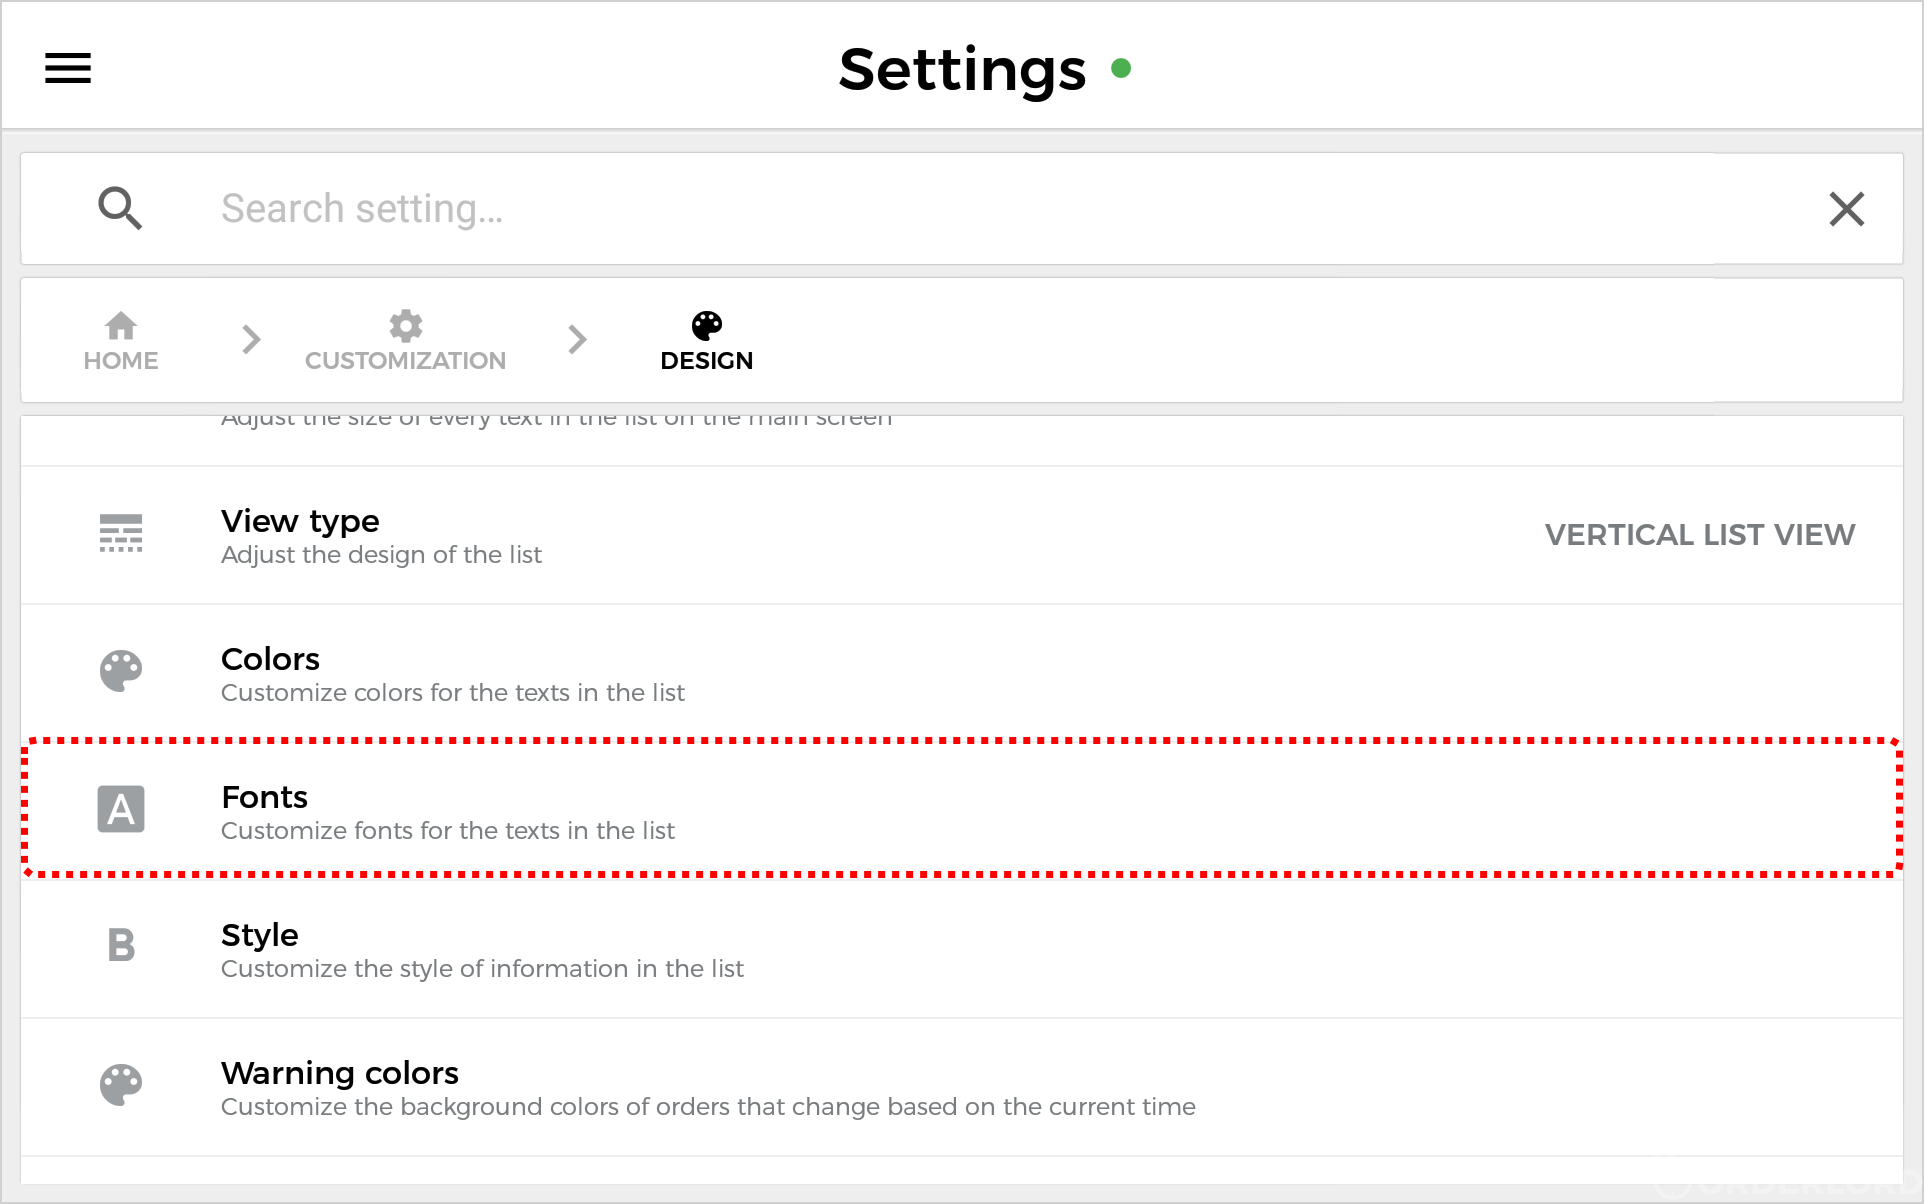 Settings
Search setting...
HOME
CUSTOMIZATION
DESIGN
Adjust the size of every text in the list on the main screen
View type
Adjust the design of the list
VERTICAL LIST VIEW
Colors
Customize colors for the texts in the list
A
Fonts
Customize fonts for the texts in the list
B
Style
Customize the style of information in the list
Warning colors
Customize the background colors of orders that change based on the current time